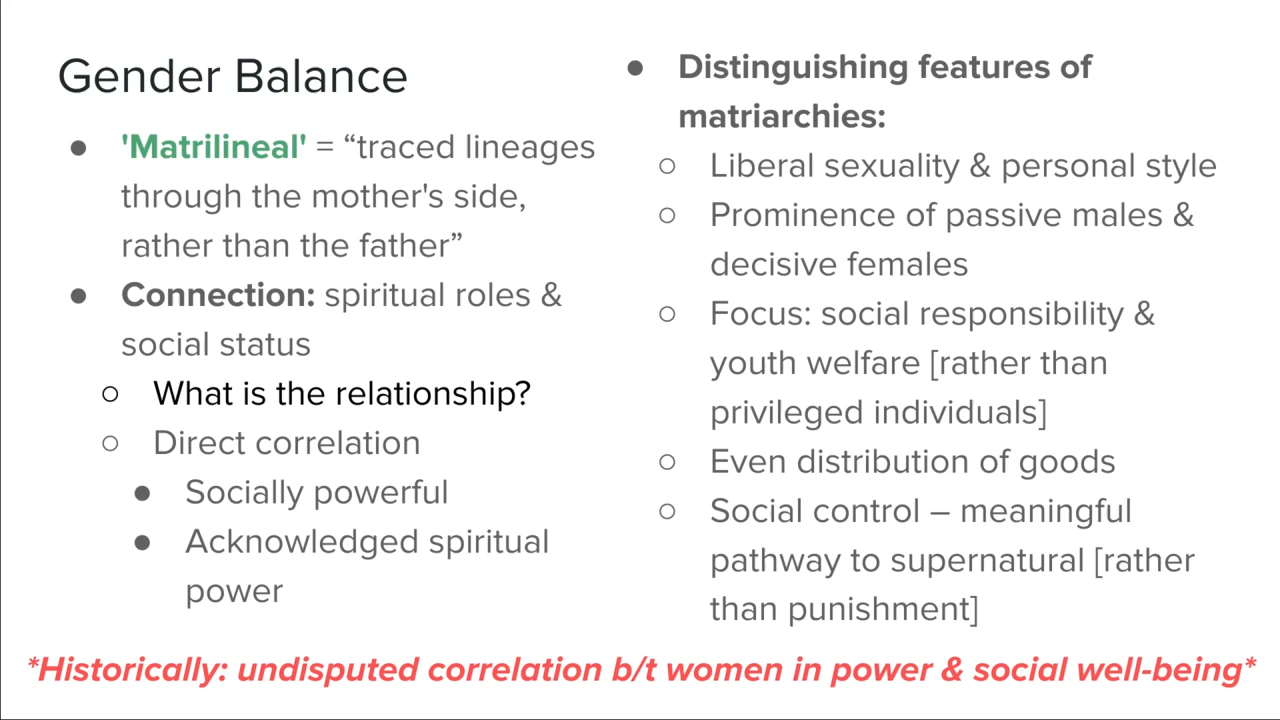 Gender Balance
● 'Matrilineal' = “traced lineages
through the mother's side,
rather than the father”
● Connection: spiritual roles &
social status
○ What is the relationship?
○ Direct correlation
● Socially powerful
● Acknowledged spiritual
power
● Distinguishing features of
matriarchies:
○ Liberal sexuality & personal style
○ Prominence of passive males &
decisive females
○ Focus: social responsibility &
youth welfare [rather than
privileged individuals]
○ Even distribution of goods
○ Social control – meaningful
pathway to supernatural [rather
than punishment]
*Historically: undisputed correlation b/t women in power & social well-being*